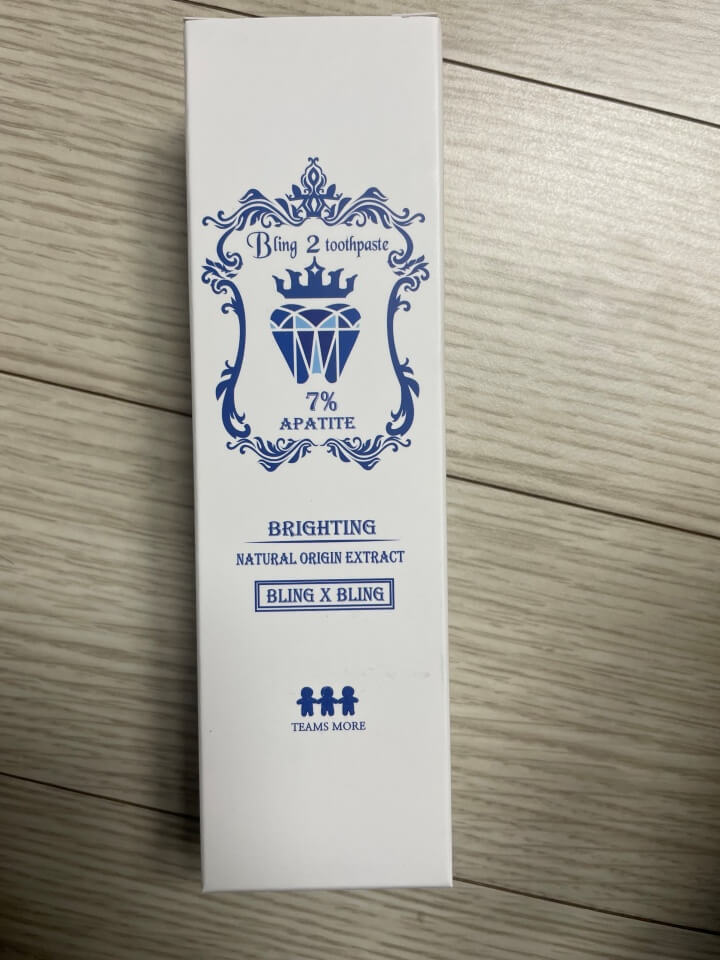 Bling 2 toothpaste
7%
APATITE
BRIGHTING
NATURAL ORIGIN EXTRACT
BLING X BLING
TEAMS MORE